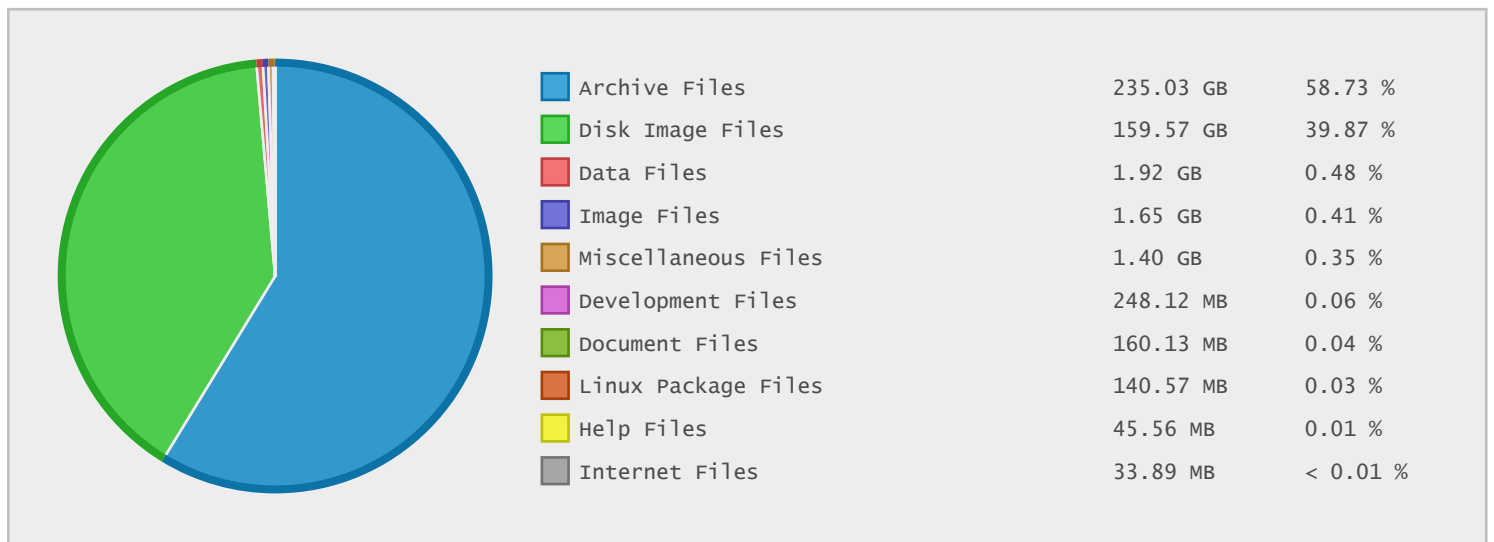 Archive Files 235.03 GB 58.73 %
Disk Image Files 159.57 GB 39.87 %
Data Files 1.92 GB 0.48 %
Image Files 1.65 GB 0.41 %
Miscellaneous Files 1.40 GB 0.35 %
Development Files 248.12 MB 0.06 %
Document Files 160.13 MB 0.04 %
Linux Package Files 140.57 MB 0.03 %
Help Files 45.56 MB 0.01 %
Internet Files 33.89 MB < 0.01 %